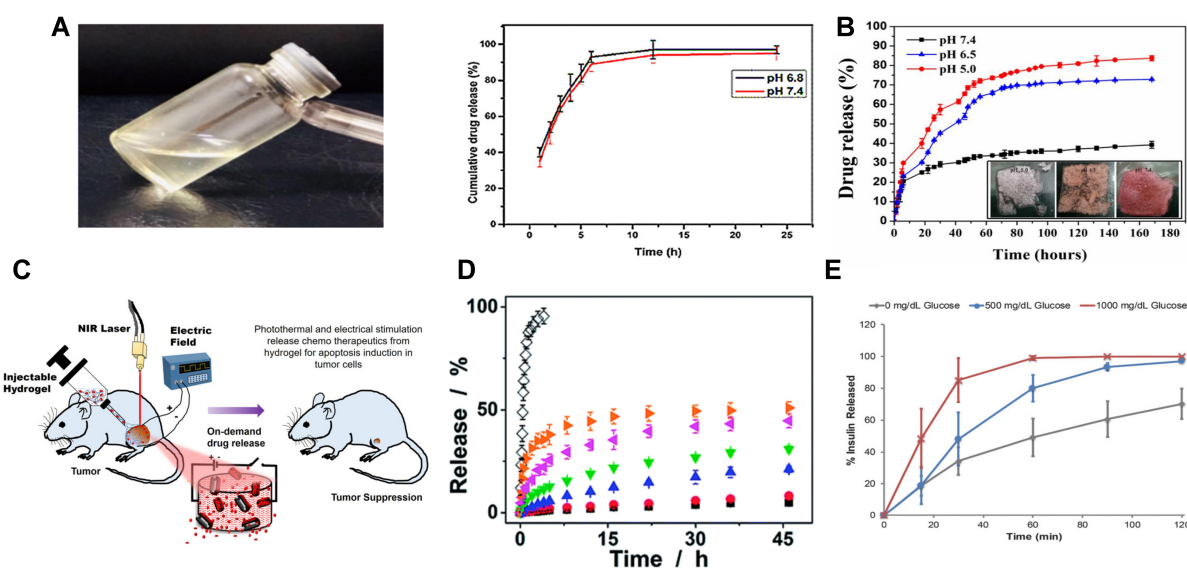 A
Cumulative drug release (%)
100
80
60
40
20
0
pH 6.8
pH 7.4
0
5
10
15
20
25
Time (h)
B
Drug release (%)
90
80
70
60
50
40
30
20
10
0
pH 7.4
pH 6.5
pH 5.0
0 20 40 60 80 100 120 140 160 180
Time (hours)
C
NIR Laser
Electric
Field
Injectable
Hydrogel
Tumor
+
-
On-demand
drug release
Photothermal and electrical stimulation
release chemo therapeutics from
hydrogel for apoptosis induction in
tumor cells
Tumor Suppression
D
Release / %
100
50
0
0
15
30
45
Time / h
E
0 mg/dL Glucose
500 mg/dL Glucose
1000 mg/dL Glucose
% Insulin Released
120
100
80
60
40
20
0
0
20
40
60
80
100
120
Time (min)